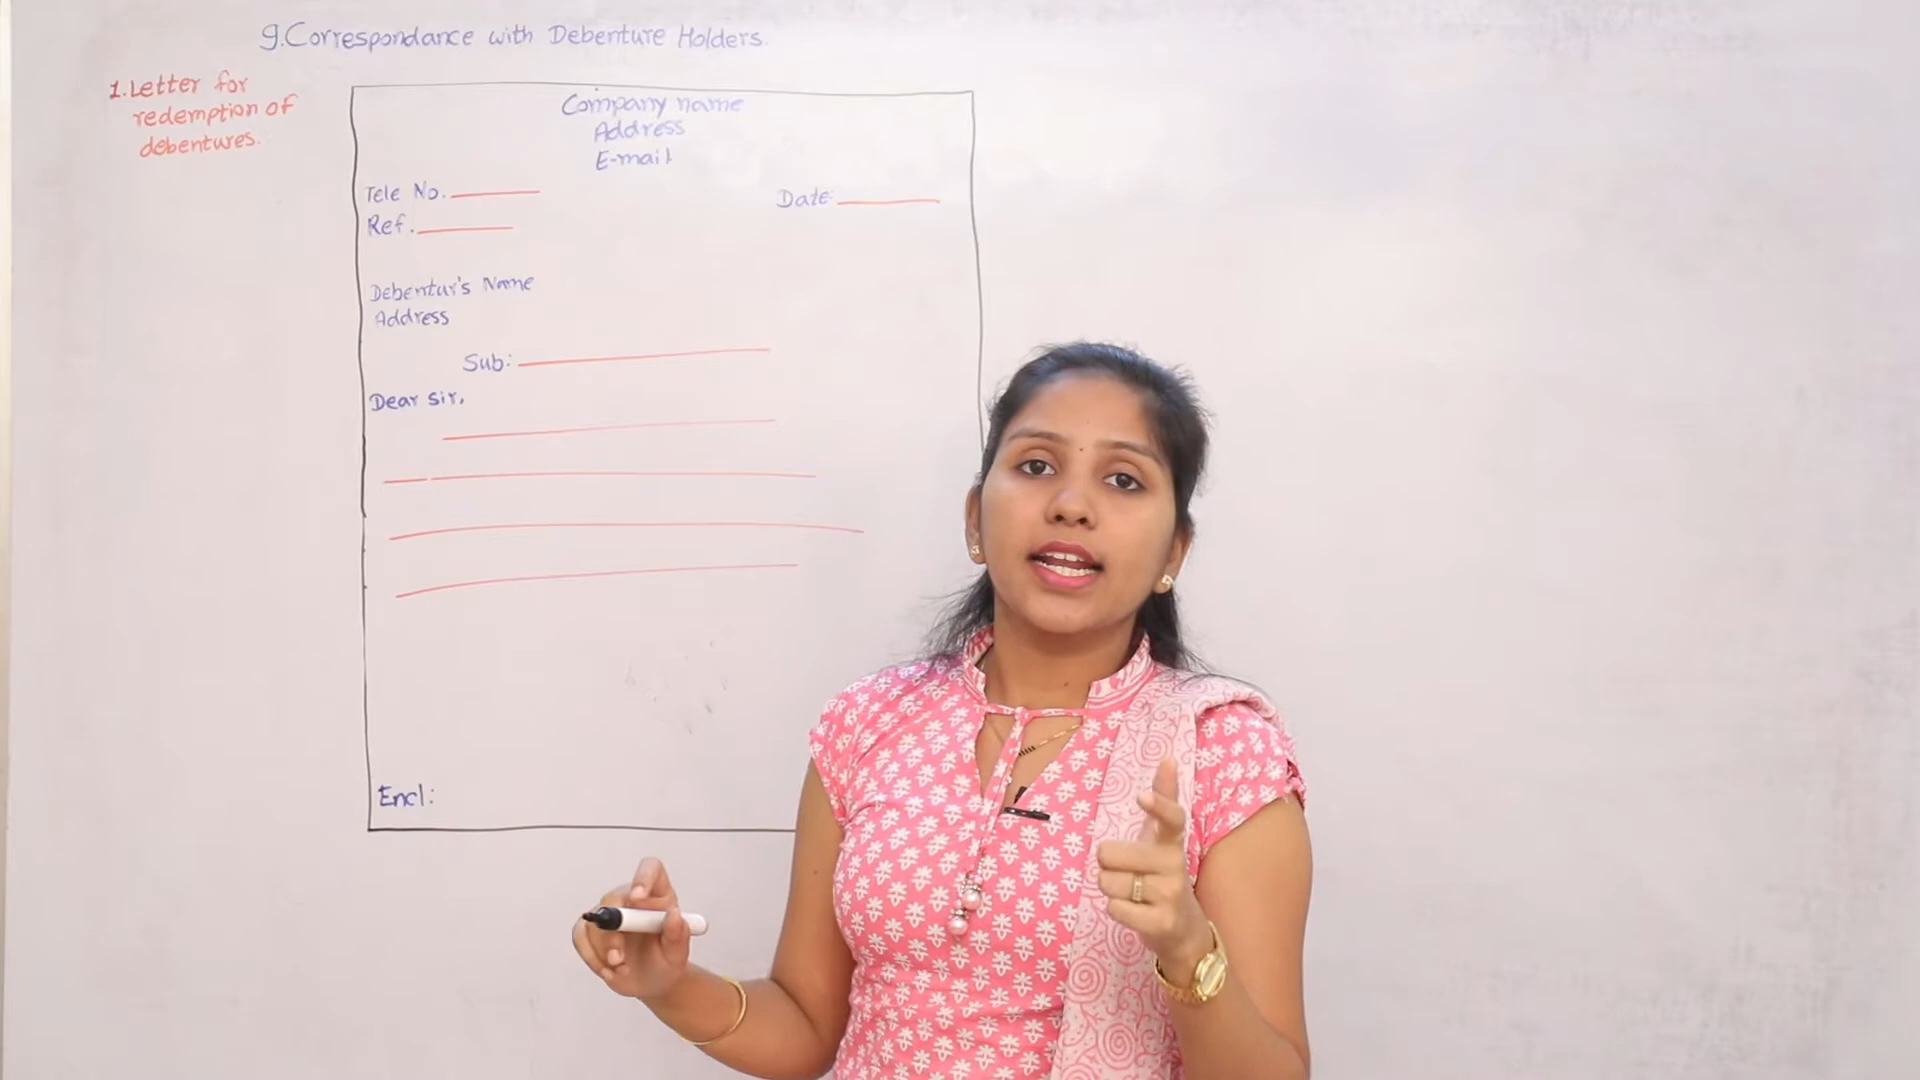 9.Correspondance with Debenture Holders.
1.Letter for
redemption of
debentures.
Company name
Address
E-mail
Tele No.
Date:
Ref.
Debentur's Name
Address
Sub:
Dear Sir,
Encl: